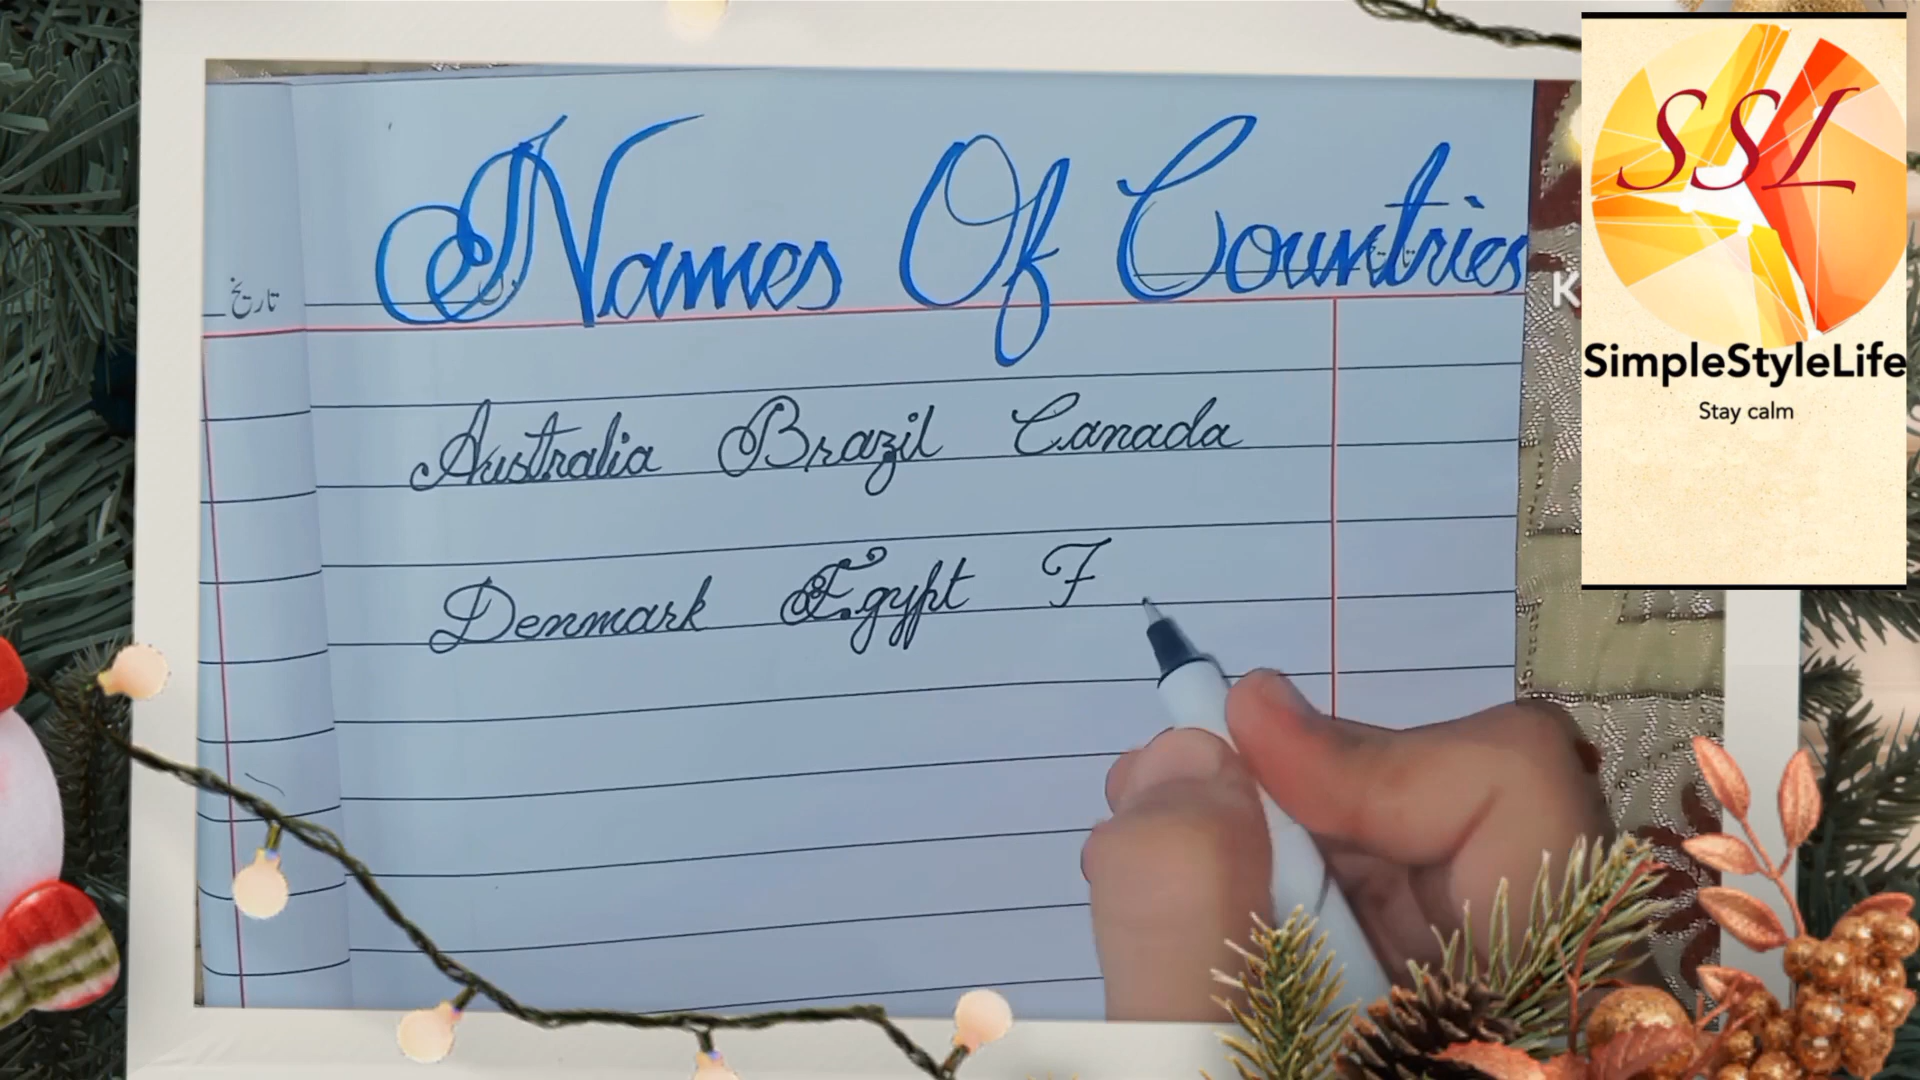 Names Of Countries
تاریخ
Australia Brazil Canada
Denmark Egypt F
SSL
K
SimpleStyleLife
Stay calm